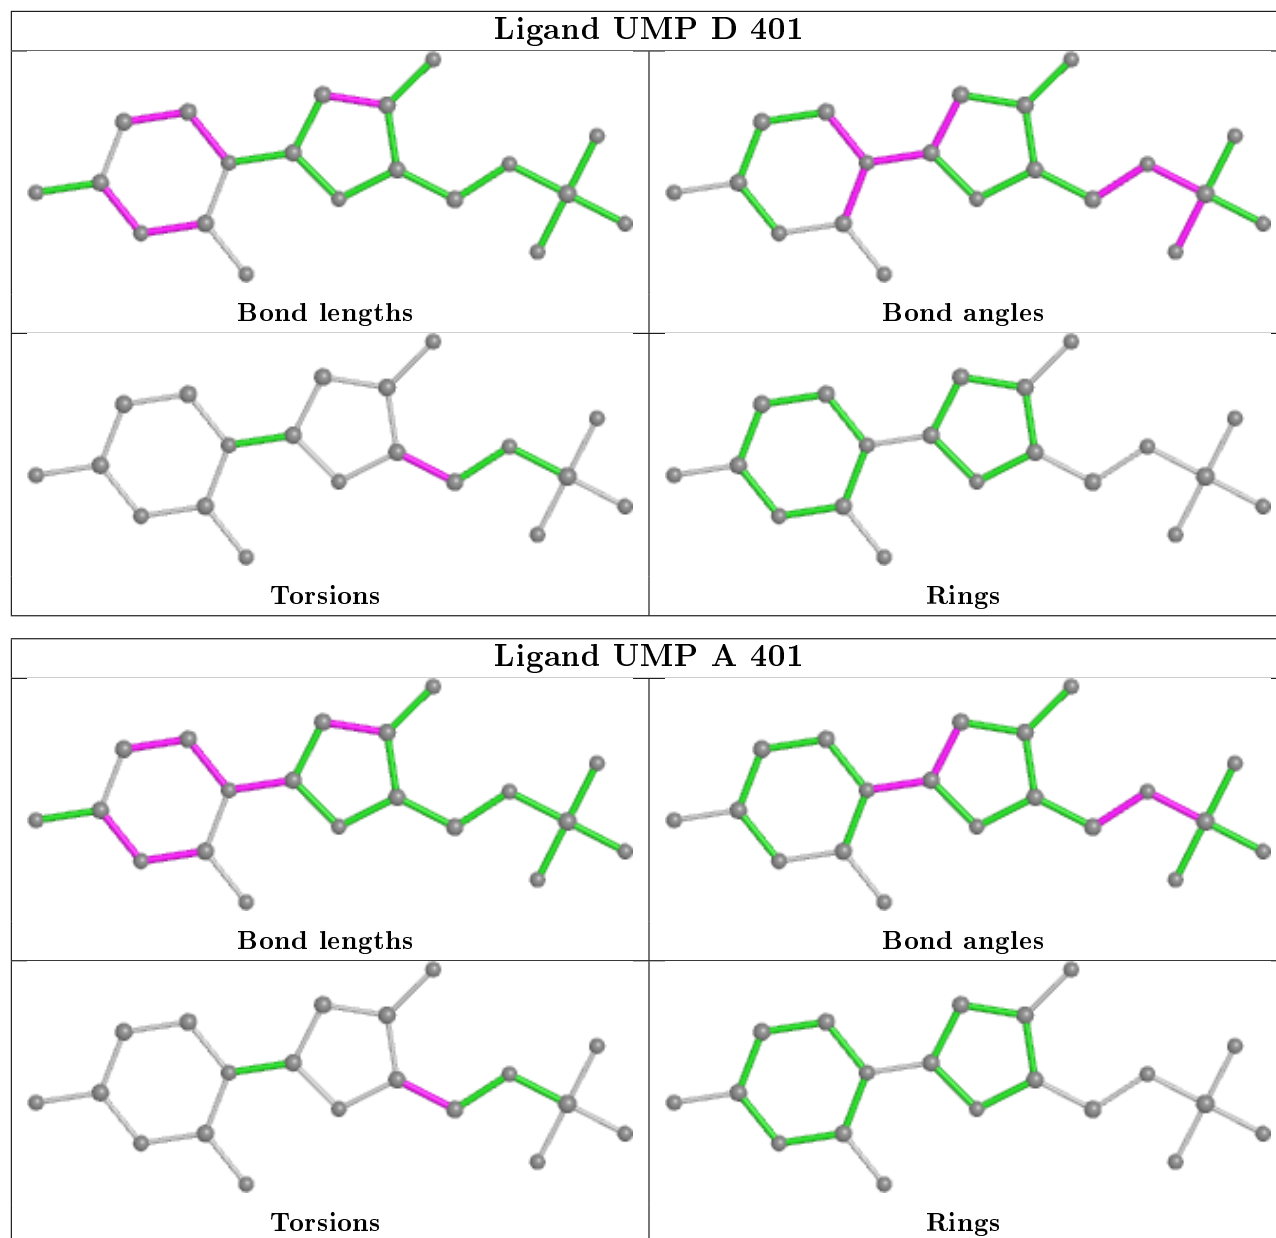 Ligand UMP D 401
Bond lengths
Bond angles
Torsions
Rings
Ligand UMP A 401
Bond lengths
Bond angles
Torsions
Rings